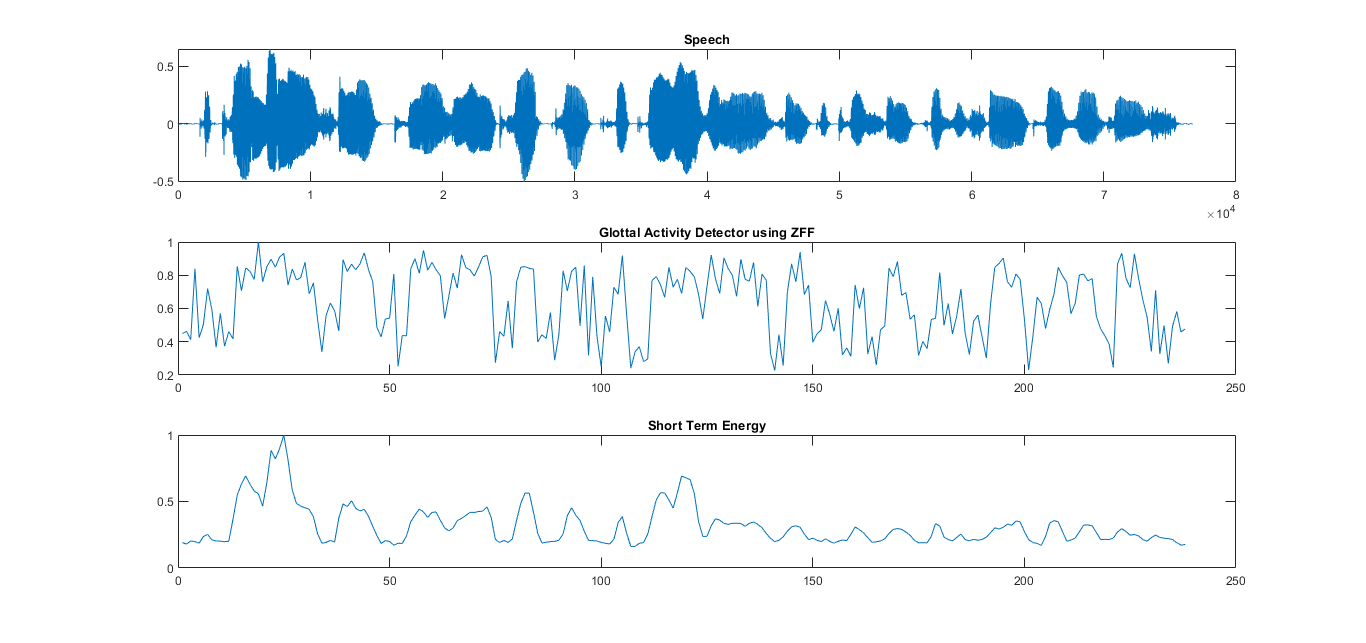 Speech
0.5
0
-0.5
0 1 2 3 4 5 6 7 8
×10^4
Glottal Activity Detector using ZFF
1
0.8
0.6
0.4
0.2
0 50 100 150 200 250
Short Term Energy
1
0.5
0
0 50 100 150 200 250